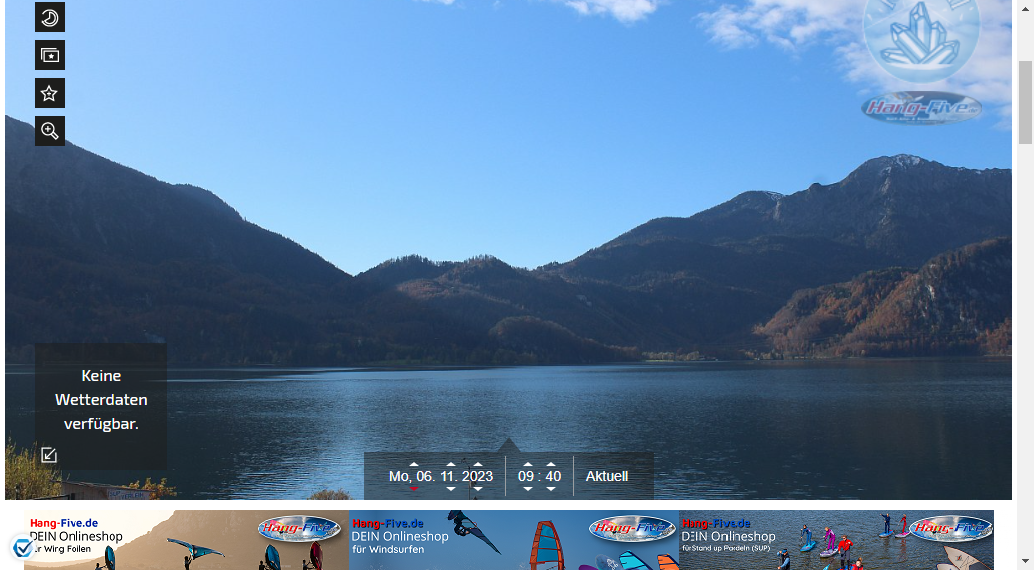 Hang-Five
Keine
Wetterdaten
verfügbar.
Mo, 06. 11. 2023 09 : 40 Aktuell
Hang-Five.de
DEIN Onlineshop
für Wing Foilen
Hang-Five
Hang-Five.de
DEIN Onlineshop
für Windsurfen
Hang-Five
Hang-Five.de
DEIN Onlineshop
für Stand up Paddeln (SUP)
Hang-Five